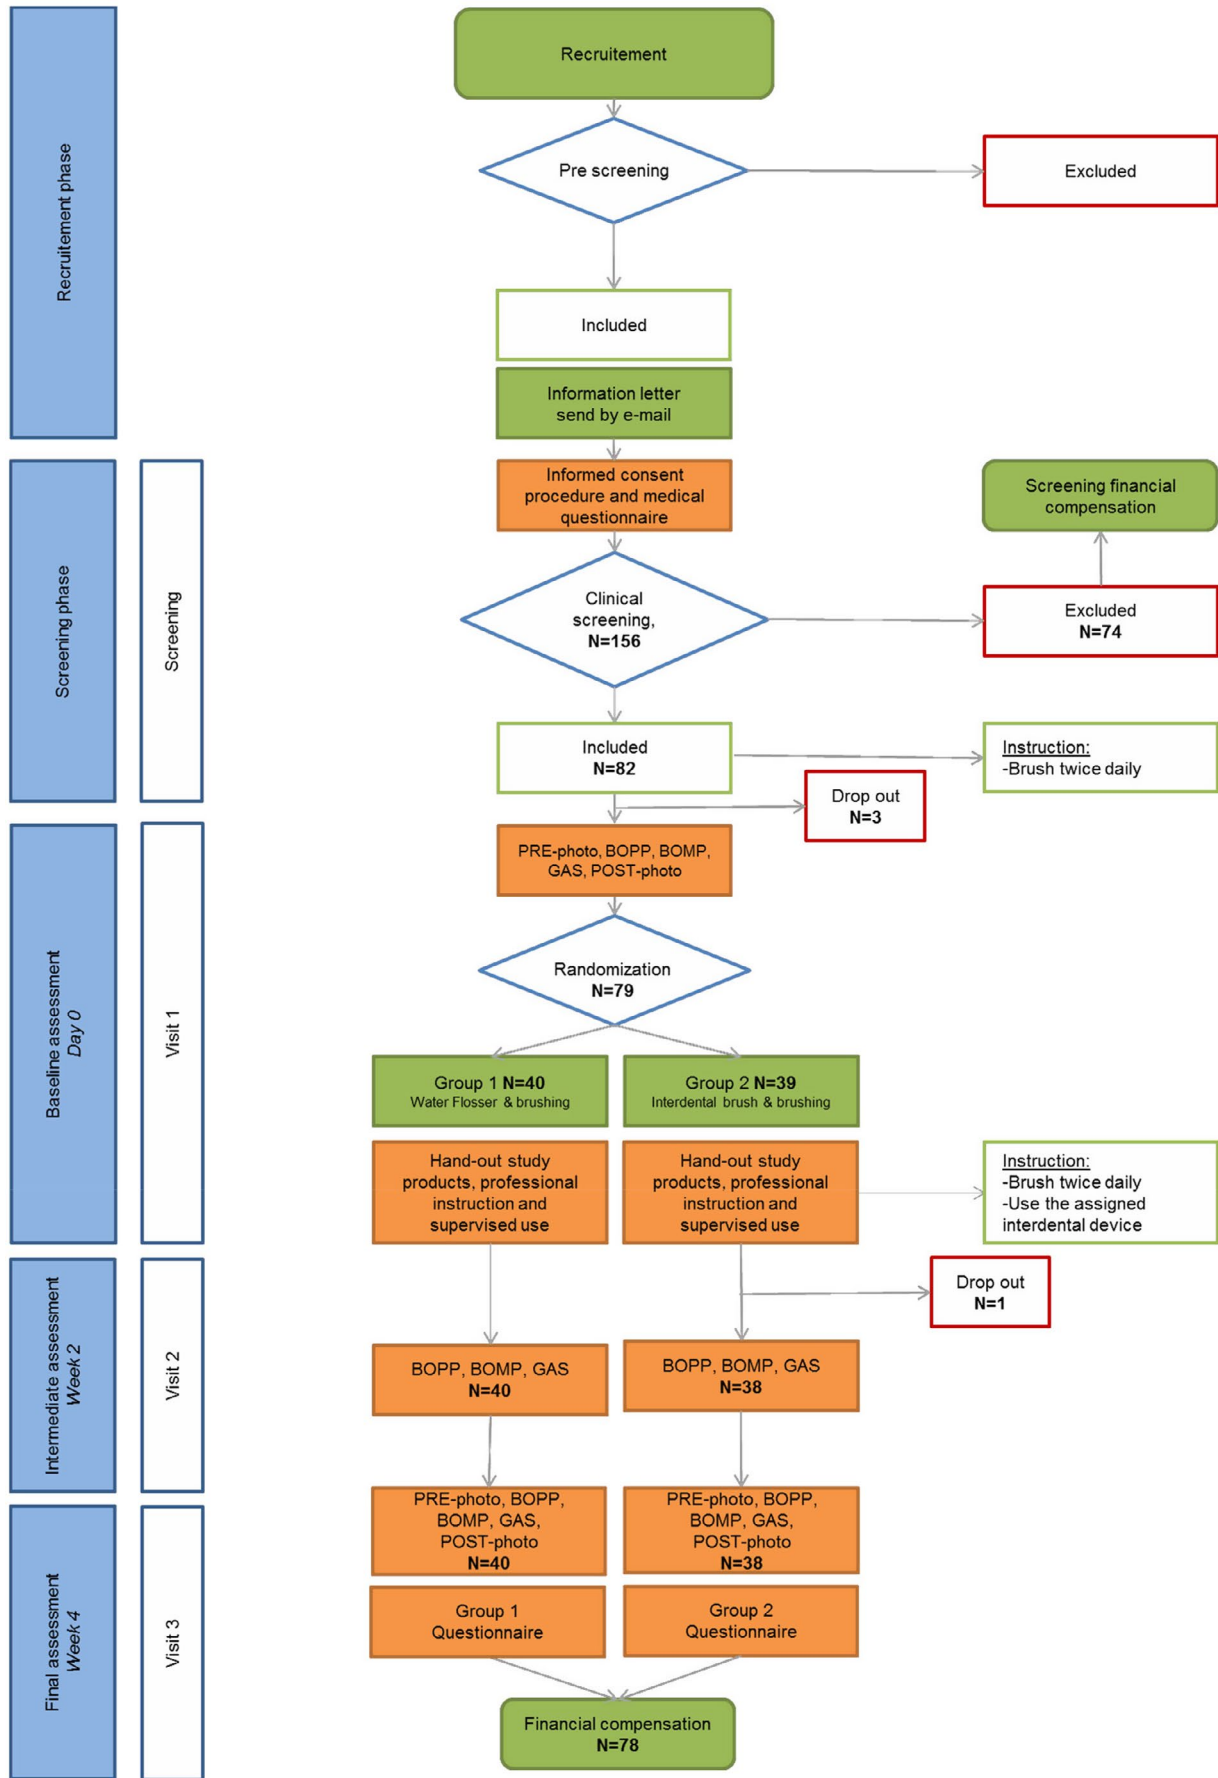 Recruitement phase
Recruitement
Pre screening
Excluded
Included
Information letter
send by e-mail
Screening phase
Screening
Informed consent
procedure and medical
questionnaire
Screening financial
compensation
Clinical
screening,
N=156
Excluded
N=74
Included
N=82
Instruction:
-Brush twice daily
Drop out
N=3
Baseline assessment
Day 0
Visit 1
PRE-photo, BOPP, BOMP,
GAS, POST-photo
Randomization
N=79
Group 1 N=40
Water Flosser & brushing
Group 2 N=39
Interdental brush & brushing
Hand-out study
products, professional
instruction and
supervised use
Hand-out study
products, professional
instruction and
supervised use
Instruction:
-Brush twice daily
-Use the assigned
interdental device
Intermediate assessment
Week 2
Visit 2
Drop out
N=1
BOPP, BOMP, GAS
N=40
BOPP, BOMP, GAS
N=38
Final assessment
Week 4
Visit 3
PRE-photo, BOPP,
BOMP, GAS,
POST-photo
N=40
PRE-photo, BOPP,
BOMP, GAS,
POST-photo
N=38
Group 1
Questionnaire
Group 2
Questionnaire
Financial compensation
N=78